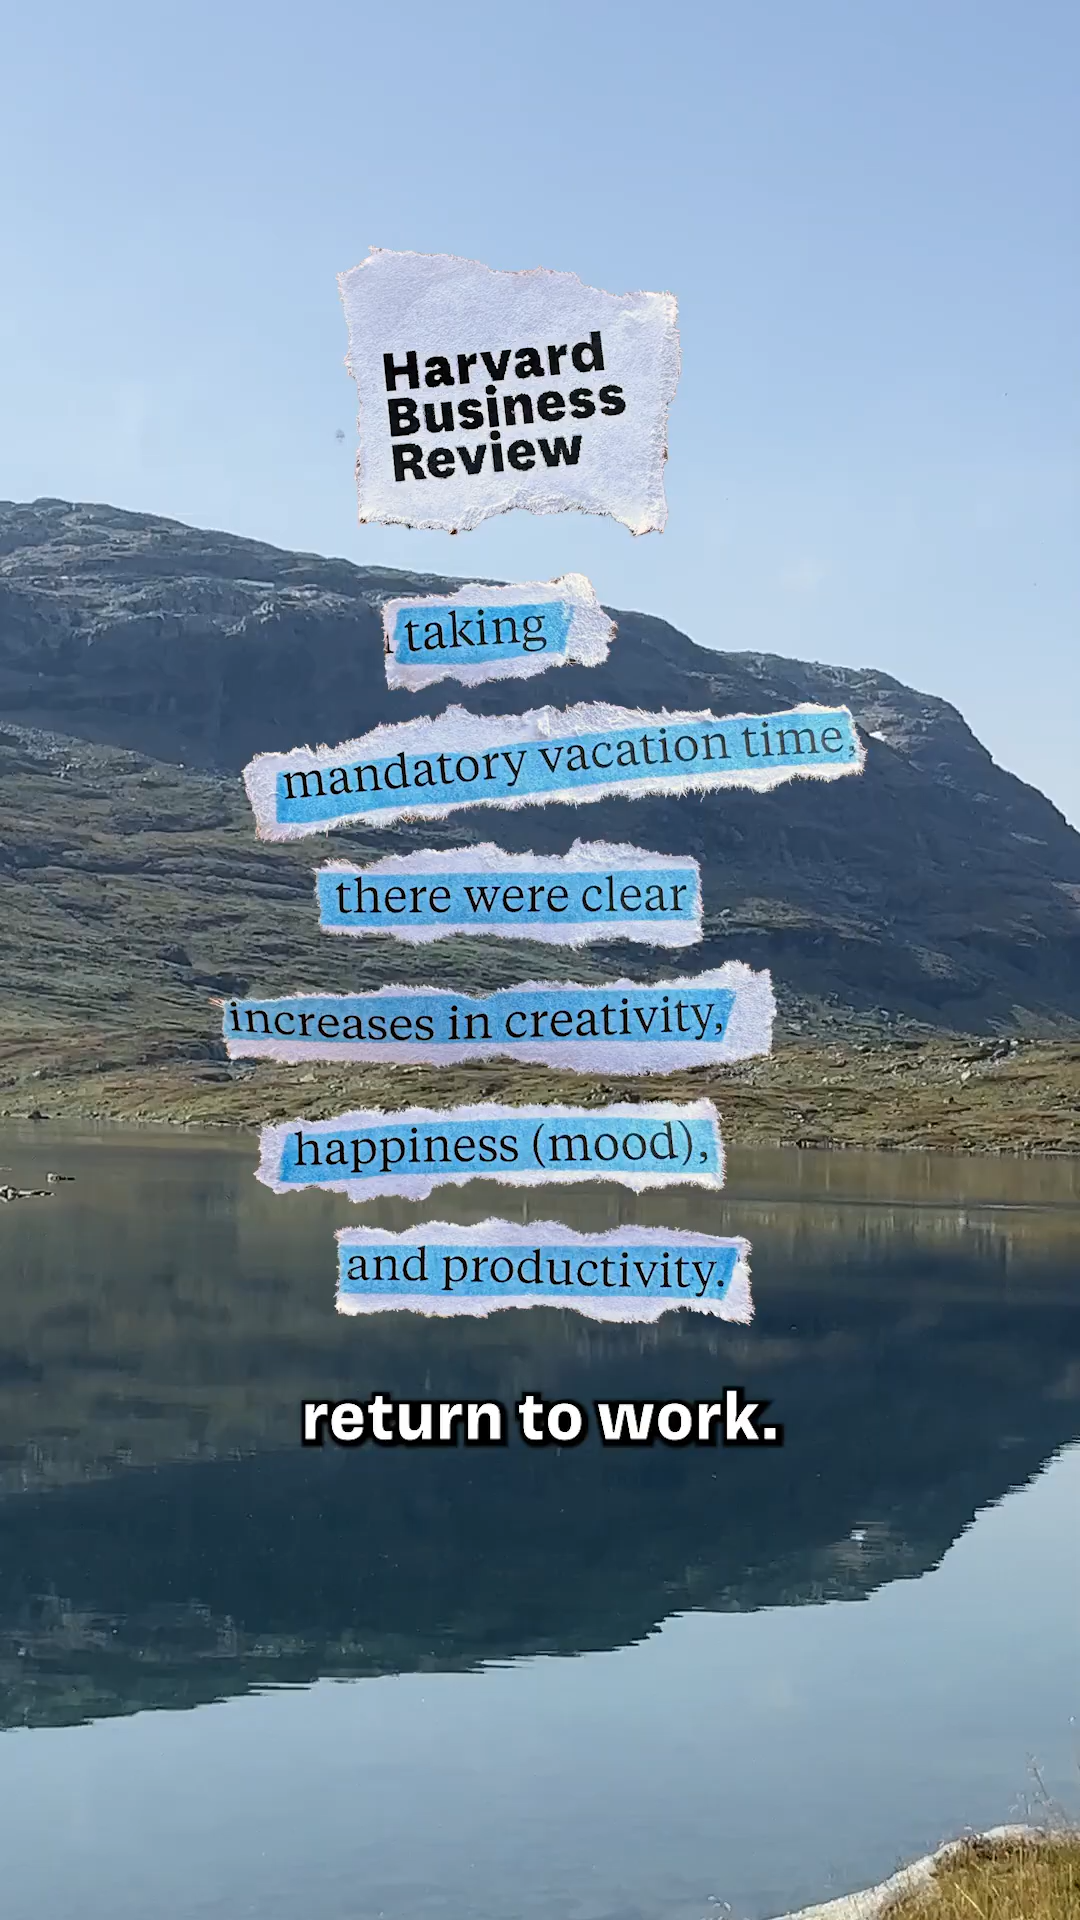 Harvard
Business
Review
taking
mandatory vacation time,
there were clear
increases in creativity,
happiness (mood),
and productivity.
return to work.